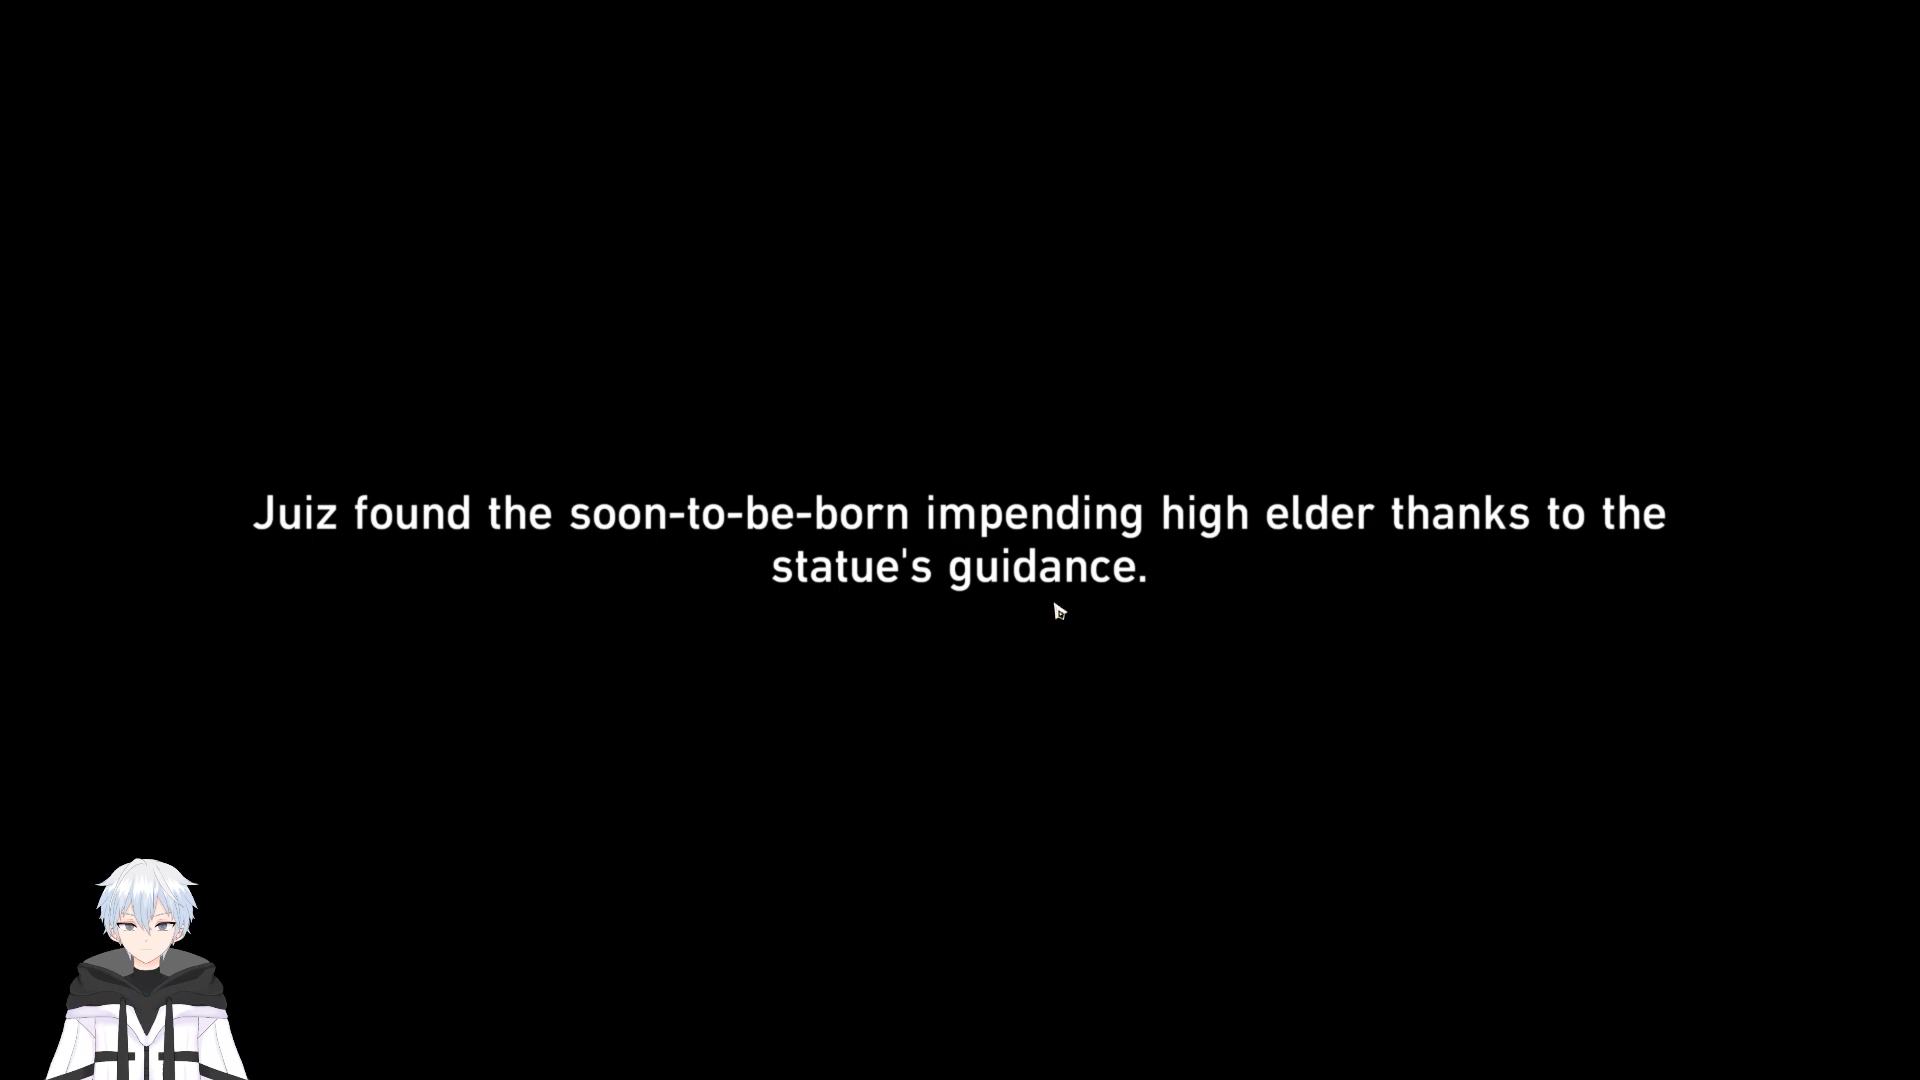 Juiz found the soon-to-be-born impending high elder thanks to the
statue's guidance.